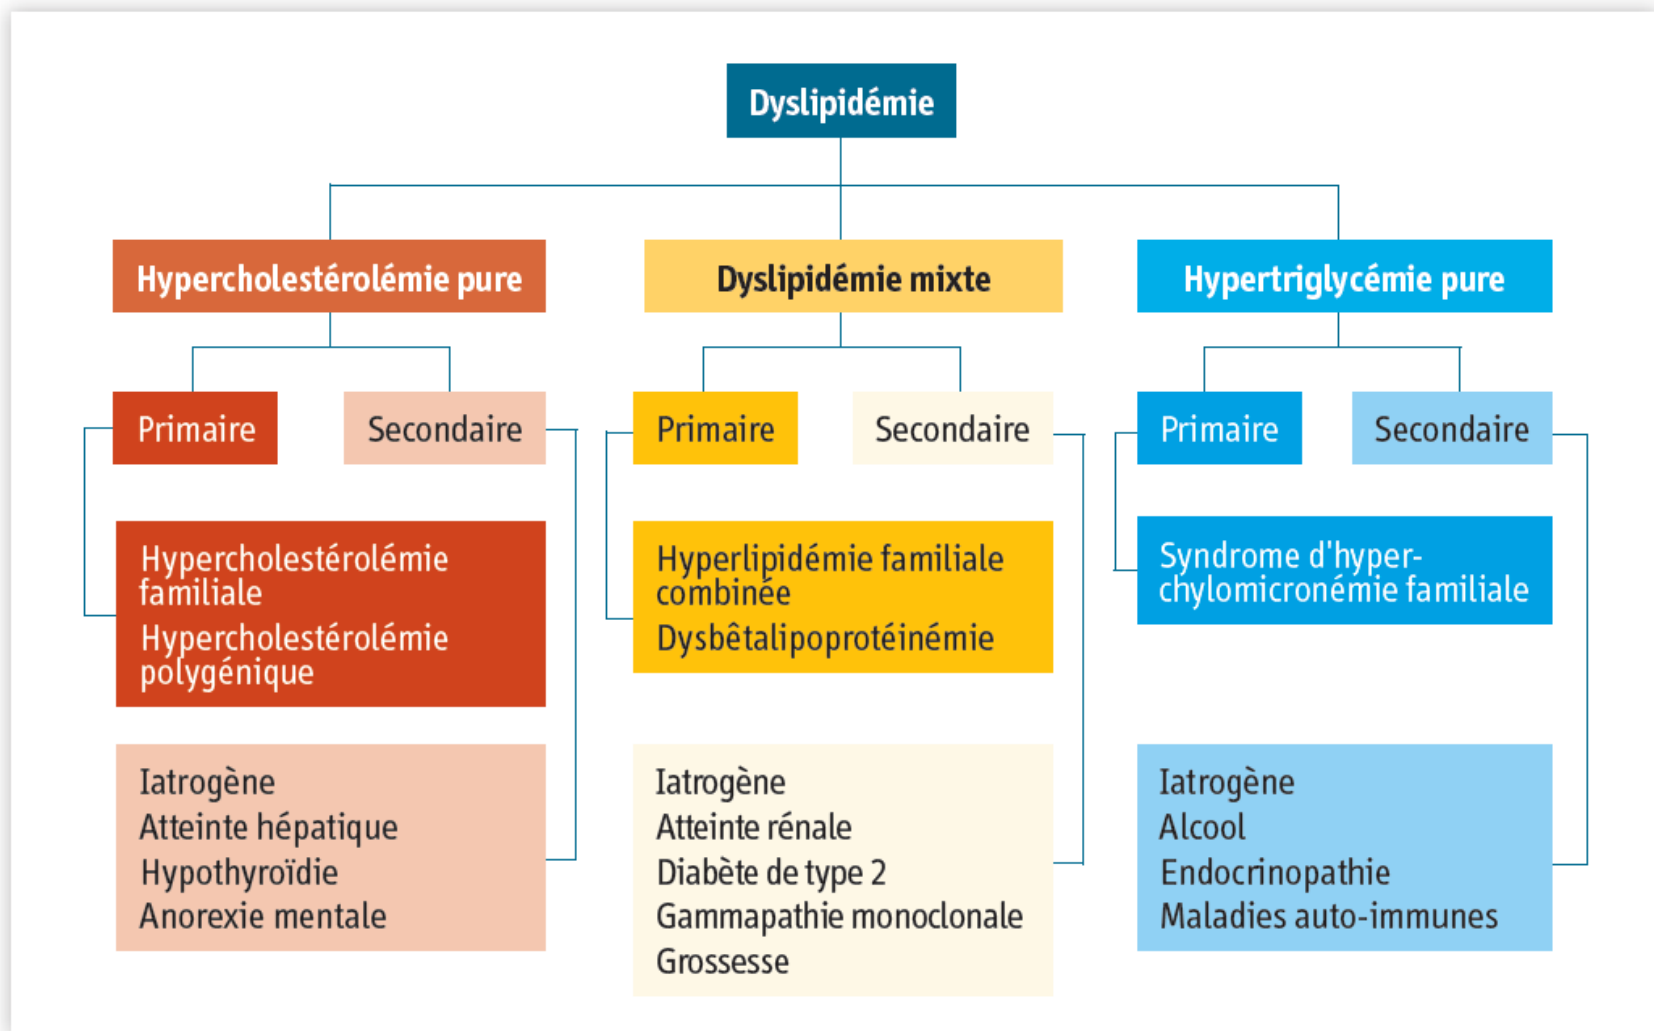 Dyslipidémie
Hypercholestérolémie pure
Dyslipidémie mixte
Hypertriglycémie pure
Primaire
Secondaire
Primaire
Secondaire
Primaire
Secondaire
Hypercholestérolémie
familiale
Hypercholestérolémie
polygénique
Hyperlipidémie familiale
combinée
Dysbêtalipoprotéinémie
Syndrome d'hyper-
chylomicronémie familiale
Iatrogène
Atteinte hépatique
Hypothyroïdie
Anorexie mentale
Iatrogène
Atteinte rénale
Diabète de type 2
Gammapathie monoclonale
Grossesse
Iatrogène
Alcool
Endocrinopathie
Maladies auto-immunes